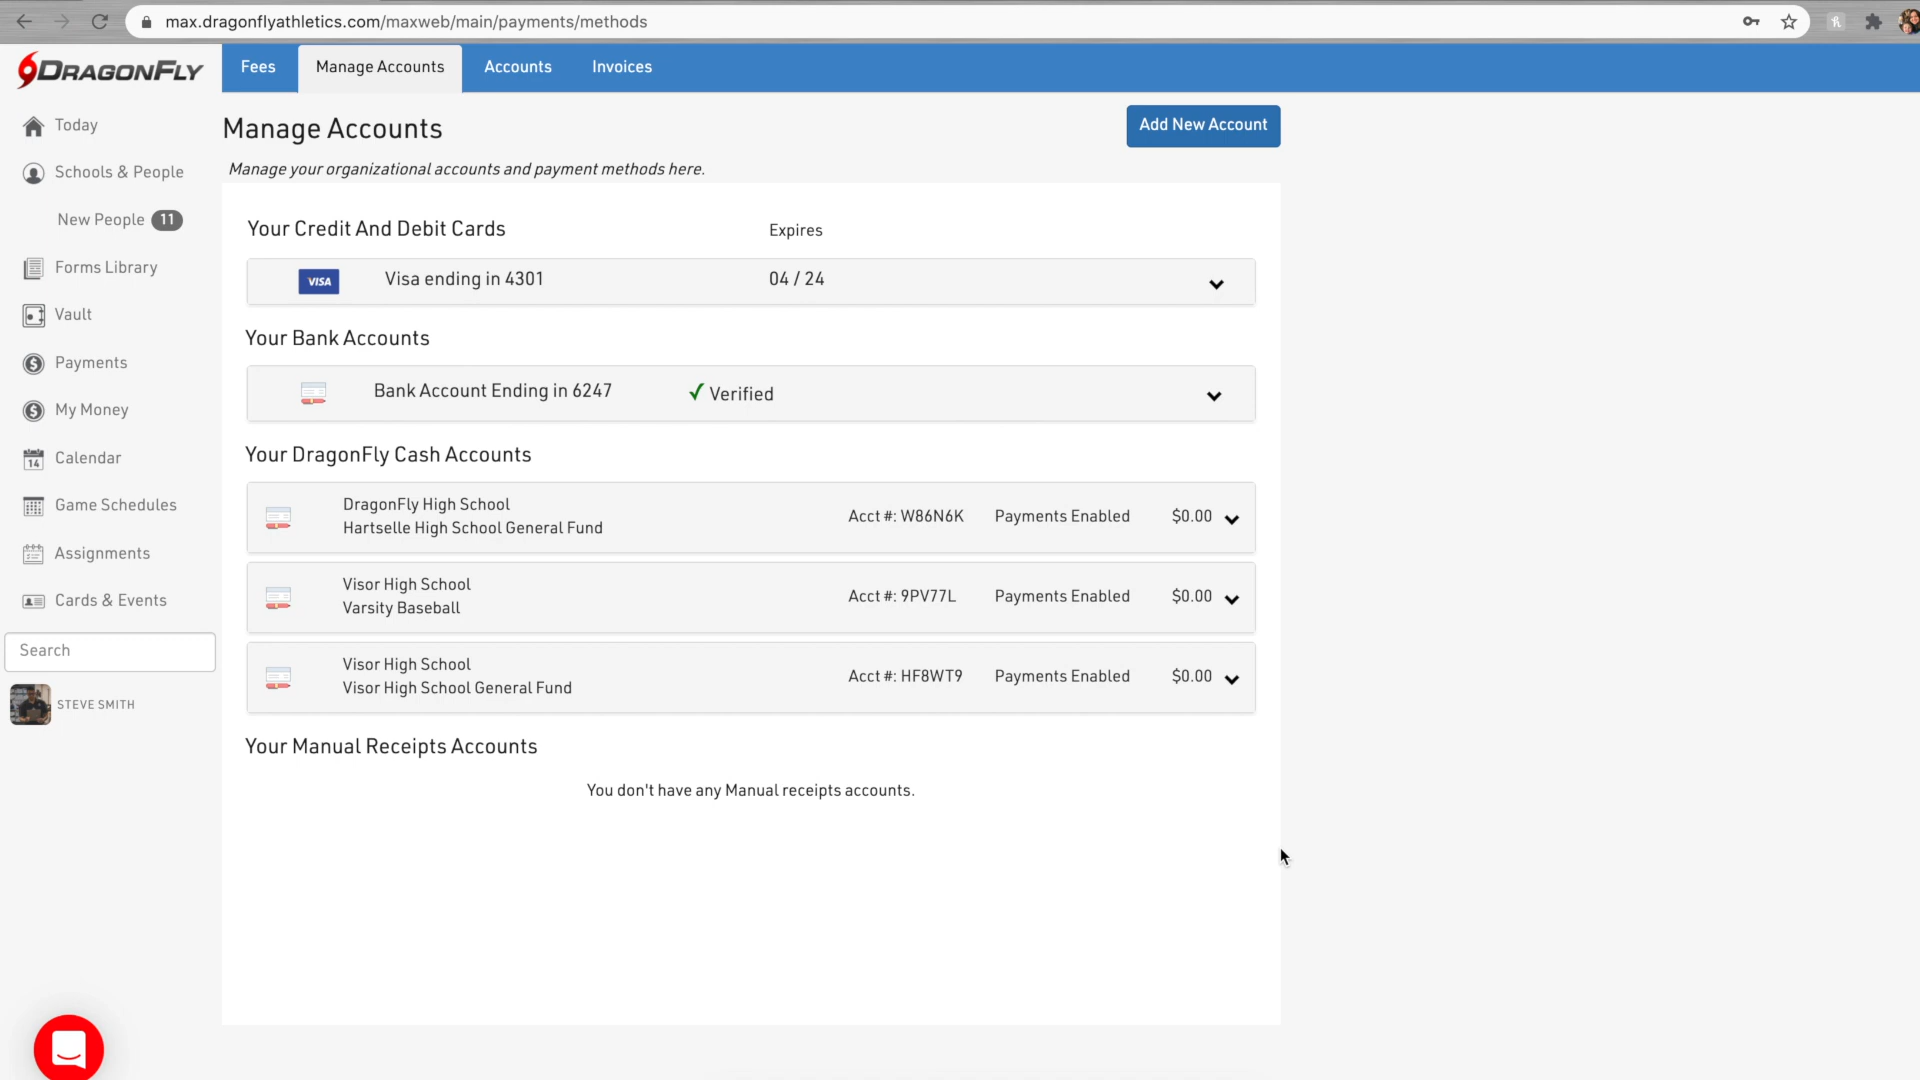 max.dragonflyathletics.com/maxweb/main/payments/methods
DRAGONFLY
Fees
Manage Accounts
Accounts
Invoices
Today
Schools & People
New People 11
Forms Library
Vault
Payments
My Money
14 Calendar
Game Schedules
Assignments
Cards & Events
Search
STEVE SMITH
Manage Accounts
Add New Account
Manage your organizational accounts and payment methods here.
Your Credit And Debit Cards Expires
VISA Visa ending in 4301 04 / 24
Your Bank Accounts
Bank Account Ending in 6247 ✓ Verified
Your DragonFly Cash Accounts
DragonFly High School
Hartselle High School General Fund
Acct #: W86N6K Payments Enabled $0.00
Visor High School
Varsity Baseball
Acct #: 9PV77L Payments Enabled $0.00
Visor High School
Visor High School General Fund
Acct #: HF8WT9 Payments Enabled $0.00
Your Manual Receipts Accounts
You don't have any Manual receipts accounts.